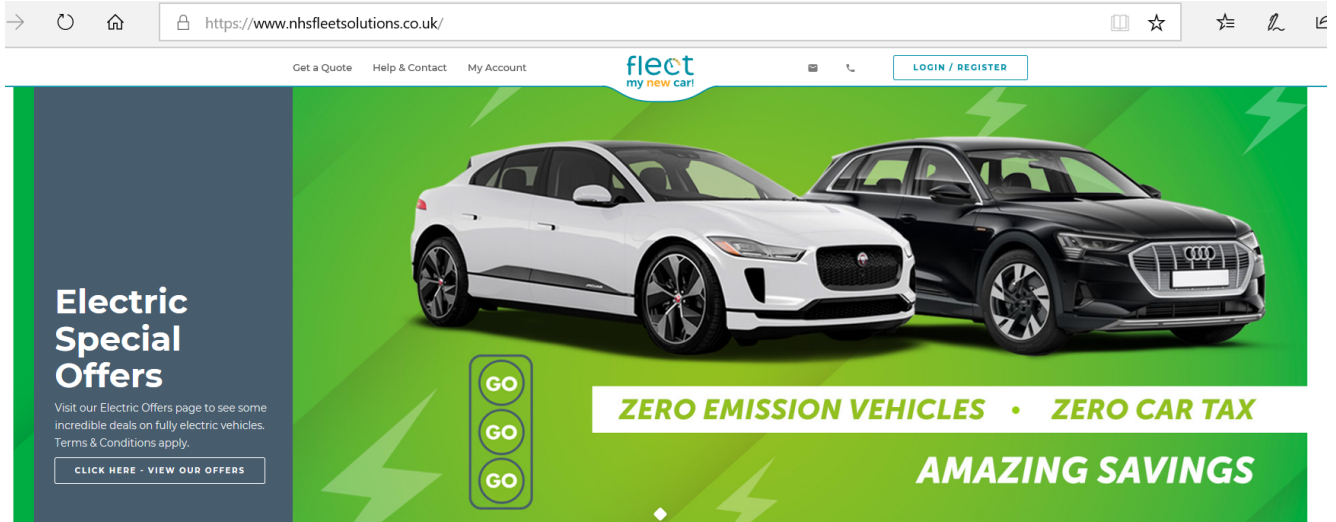 https://www.nhsfleetsolutions.co.uk/
Get a Quote Help & Contact My Account
flect
my new car!
LOGIN / REGISTER
Electric
Special
Offers
Visit our Electric Offers page to see some
incredible deals on fully electric vehicles.
Terms & Conditions apply.
CLICK HERE - VIEW OUR OFFERS
GO
GO
GO
ZERO EMISSION VEHICLES • ZERO CAR TAX
AMAZING SAVINGS